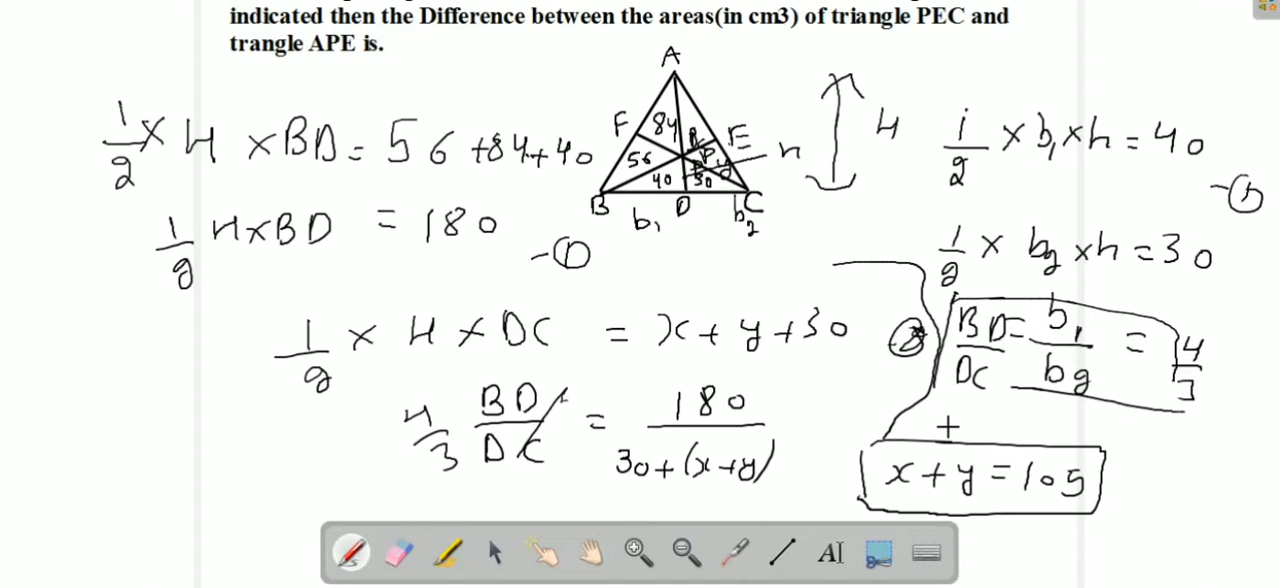 indicated then the Difference between the areas(in cm3) of triangle PEC and
trangle APE is.
A
F 84 E
56 P
40 30
B D C
b₁ b₂
H
h
1/2 × H × BD = 56 + 84 + 40
1/2 H × BD = 180 - ①
1/2 × b₁ × h = 40
1/2 × b₂ × h = 30
1/2 × H × DC = x + y + 30 ②
BD/DC = b₁/b₂ = 4/3
4/3 BD/DC = 180/30+(x+y)
+
x + y = 105
AI